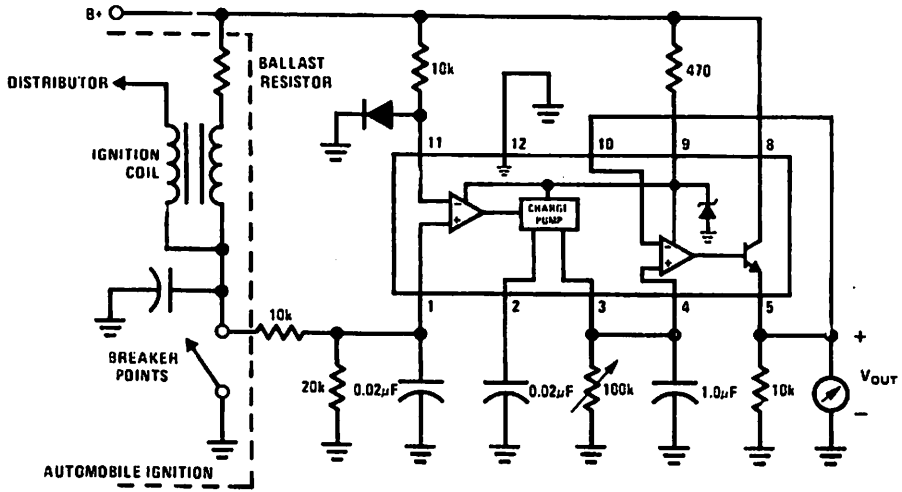 B+
DISTRIBUTOR
BALLAST
RESISTOR
IGNITION
COIL
10k
470
11
12
10
9
8
CHARGE
PUMP
1
2
3
4
5
10k
BREAKER
POINTS
20k
0.02µF
0.02µF
100k
1.0µF
10k
+
VOUT
−
AUTOMOBILE IGNITION